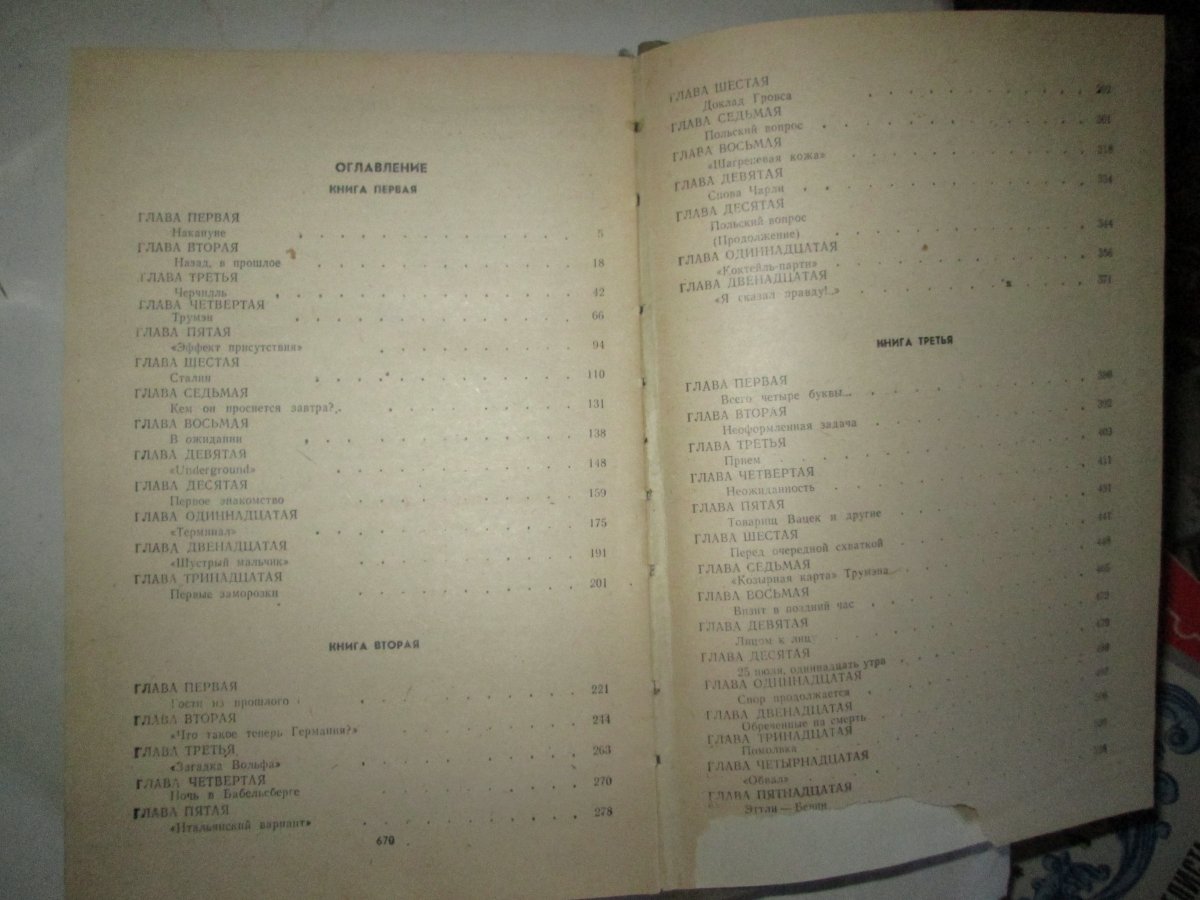 ОГЛАВЛЕНИЕ
КНИГА ПЕРВАЯ
ГЛАВА ПЕРВАЯ
Накануне 5
ГЛАВА ВТОРАЯ
Назад, в прошлое 18
ГЛАВА ТРЕТЬЯ
Черчилль 42
ГЛАВА ЧЕТВЕРТАЯ
Трумэн 66
ГЛАВА ПЯТАЯ
«Эффект присутствия» 94
ГЛАВА ШЕСТАЯ
Сталин 110
ГЛАВА СЕДЬМАЯ
Кем он проснется завтра? 131
ГЛАВА ВОСЬМАЯ
В ожидании 138
ГЛАВА ДЕВЯТАЯ
«Underground» 148
ГЛАВА ДЕСЯТАЯ
Первое знакомство 159
ГЛАВА ОДИННАДЦАТАЯ
«Терминал» 175
ГЛАВА ДВЕНАДЦАТАЯ
«Шустрый мальчик» 191
ГЛАВА ТРИНАДЦАТАЯ
Первые заморозки 201
КНИГА ВТОРАЯ
ГЛАВА ПЕРВАЯ
Гости из прошлого 221
ГЛАВА ВТОРАЯ
«Что такое теперь Германия?» 244
ГЛАВА ТРЕТЬЯ
«Загадка Вольфа» 263
ГЛАВА ЧЕТВЕРТАЯ
Ночь в Бабельсберге 270
ГЛАВА ПЯТАЯ
«Итальянский вариант» 278
670
ГЛАВА ШЕСТАЯ
Доклад Гровса
ГЛАВА СЕДЬМАЯ
Польский вопрос
ГЛАВА ВОСЬМАЯ
«Шагреневая кожа»
ГЛАВА ДЕВЯТАЯ
Снова Чарли
ГЛАВА ДЕСЯТАЯ
Польский вопрос
(Продолжение) 344
ГЛАВА ОДИННАДЦАТАЯ
«Коктейль-парти» 356
ГЛАВА ДВЕНАДЦАТАЯ
«Я сказал правду!..» 371
КНИГА ТРЕТЬЯ
ГЛАВА ПЕРВАЯ
Всего четыре буквы...
ГЛАВА ВТОРАЯ
Неоформленная задача 392
ГЛАВА ТРЕТЬЯ
Прием 403
ГЛАВА ЧЕТВЕРТАЯ
Неожиданность
ГЛАВА ПЯТАЯ
Товарищ Вацек и другие
ГЛАВА ШЕСТАЯ
Перед очередной схваткой
ГЛАВА СЕДЬМАЯ
«Козырная карта» Трумэна
ГЛАВА ВОСЬМАЯ
Визит в поздний час
ГЛАВА ДЕВЯТАЯ
Лицом к лицу
ГЛАВА ДЕСЯТАЯ
25 июля, одиннадцать утра
ГЛАВА ОДИННАДЦАТАЯ
Спор продолжается
ГЛАВА ДВЕНАДЦАТАЯ
Обреченные на смерть
ГЛАВА ТРИНАДЦАТАЯ
Помолвка
ГЛАВА ЧЕТЫРНАДЦАТАЯ
«Обвал»
ГЛАВА ПЯТНАДЦАТАЯ
Эттли — Бевин